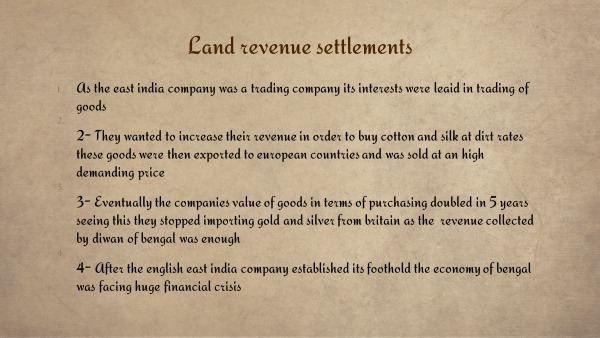 Land revenue settlements
As the east india company was a trading company its interests were leaid in trading of
goods
2- They wanted to increase their revenue in order to buy cotton and silk at dirt rates
these goods were then exported to european countries and was sold at an high
demanding price
3- Eventually the companies value of goods in terms of purchasing doubled in 5 years
seeing this they stopped importing gold and silver from britain as the revenue collected
by diwan of bengal was enough
4- After the english east india company established its foothold the economy of bengal
was facing huge financial crisis